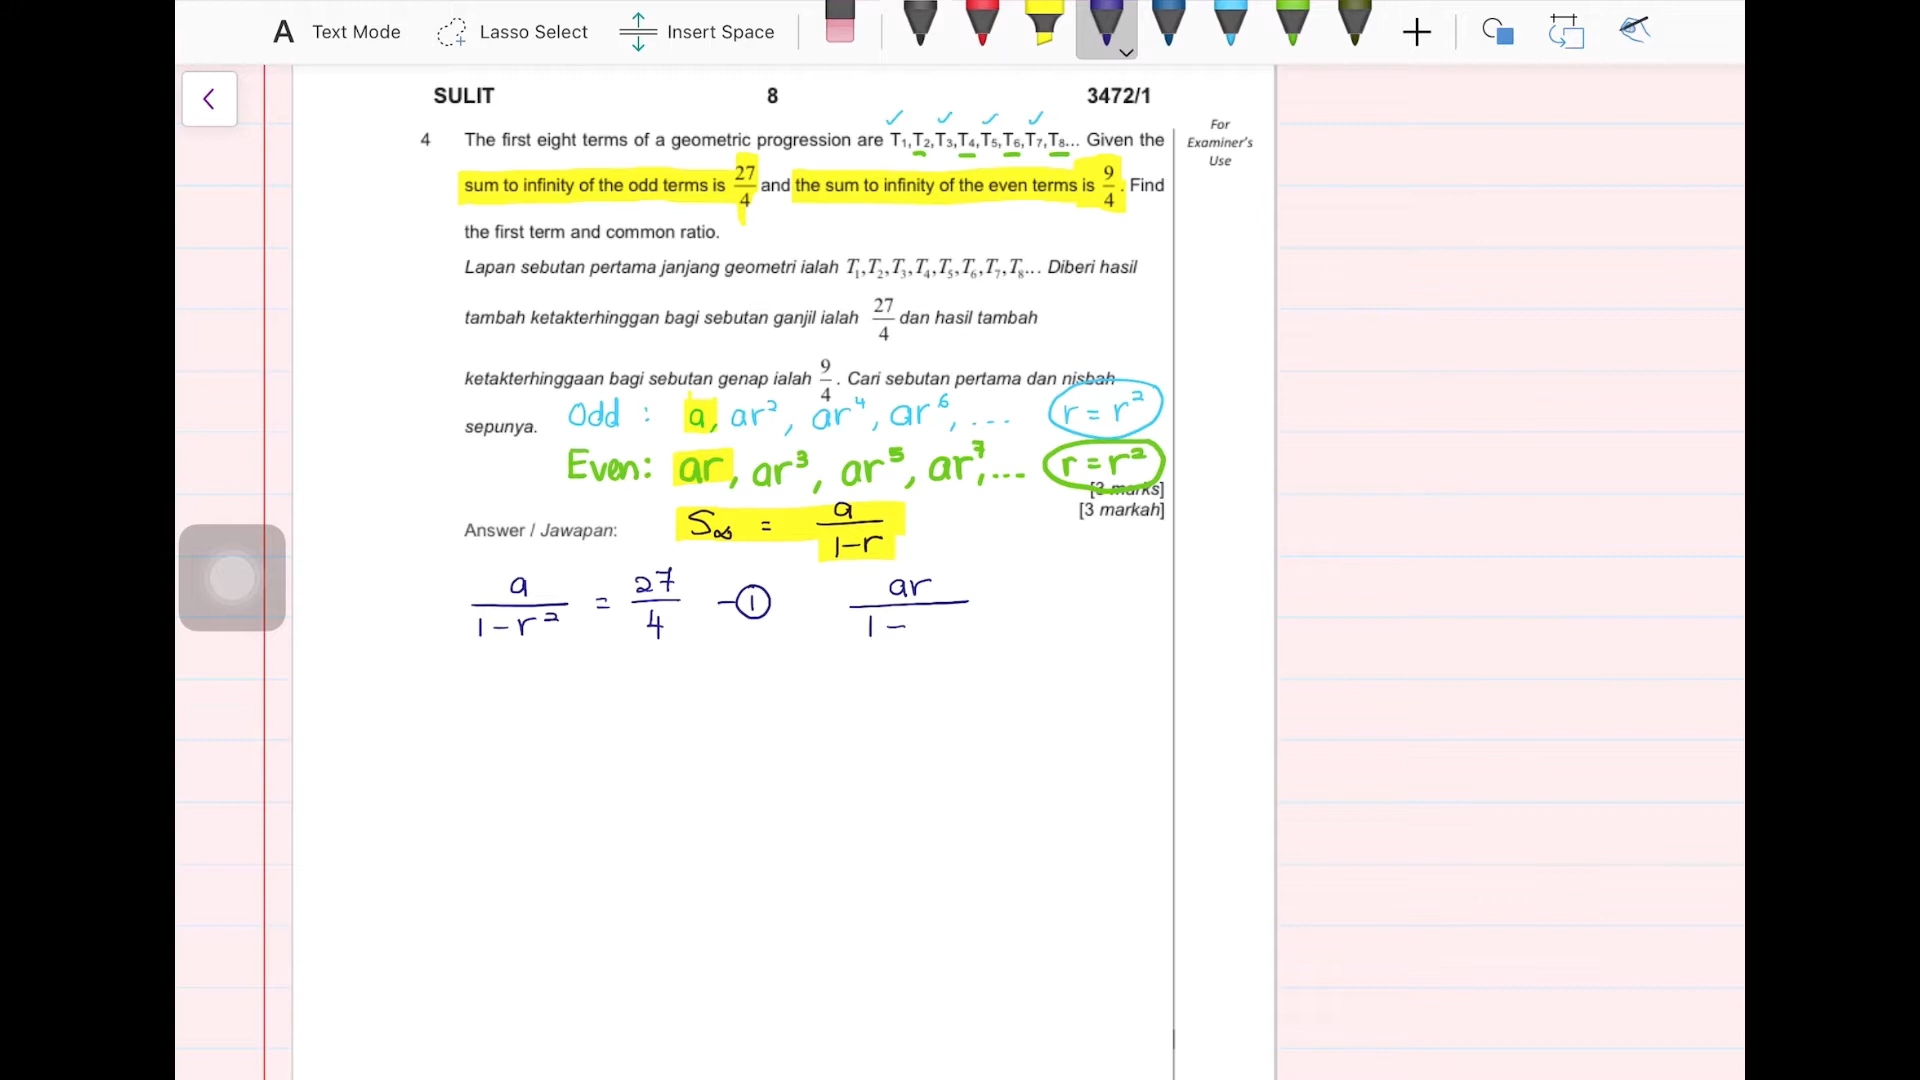 A Text Mode Lasso Select Insert Space
SULIT 8 3472/1
For
Examiner's
Use
4 The first eight terms of a geometric progression are T₁,T₂,T₃,T₄,T₅,T₆,T₇,T₈... Given the
sum to infinity of the odd terms is 27/4 and the sum to infinity of the even terms is 9/4. Find
the first term and common ratio.
Lapan sebutan pertama janjang geometri ialah T₁,T₂,T₃,T₄,T₅,T₆,T₇,T₈... Diberi hasil
tambah ketakterhinggan bagi sebutan ganjil ialah 27/4 dan hasil tambah
ketakterhinggaan bagi sebutan genap ialah 9/4. Cari sebutan pertama dan nisbah
sepunya.
Odd : a, ar², ar⁴, ar⁶, ... r = r²
Even: ar, ar³, ar⁵, ar⁷, ... r = r²
[3 marks]
[3 markah]
Answer / Jawapan:
S∞ = a/(1-r)
a/(1-r²) = 27/4 -① ar/(1-